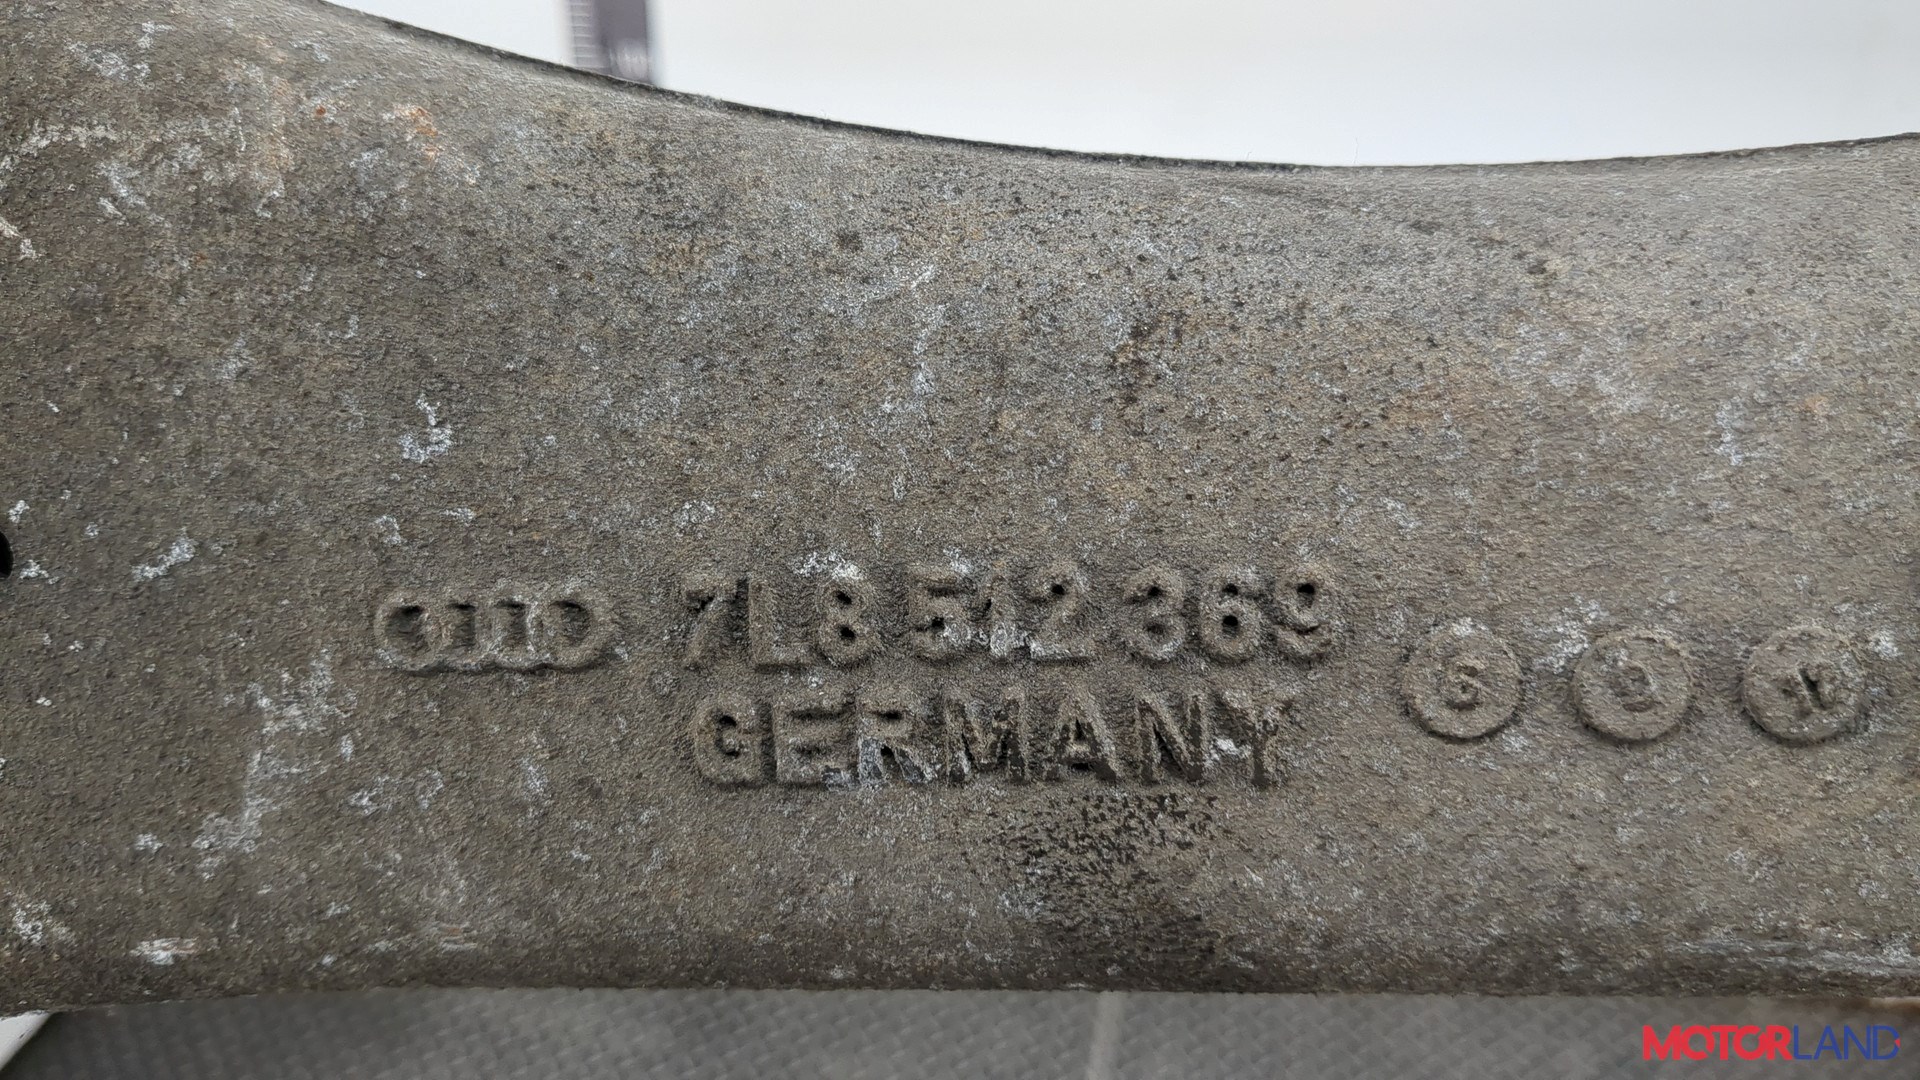 7L8 512 369
GERMANY
MOTORLAND